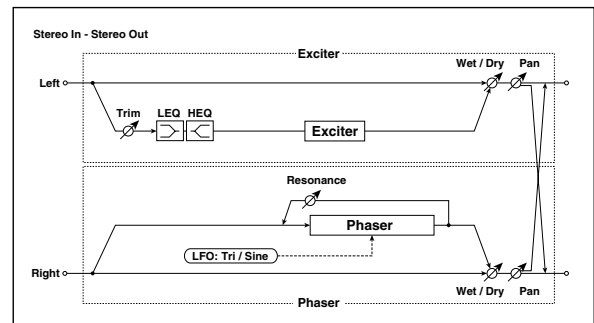 Stereo In - Stereo Out
Exciter
Wet / Dry Pan
Left
Trim LEQ HEQ
Exciter
Resonance
Phaser
LFO: Tri / Sine
Right
Wet / Dry Pan
Phaser